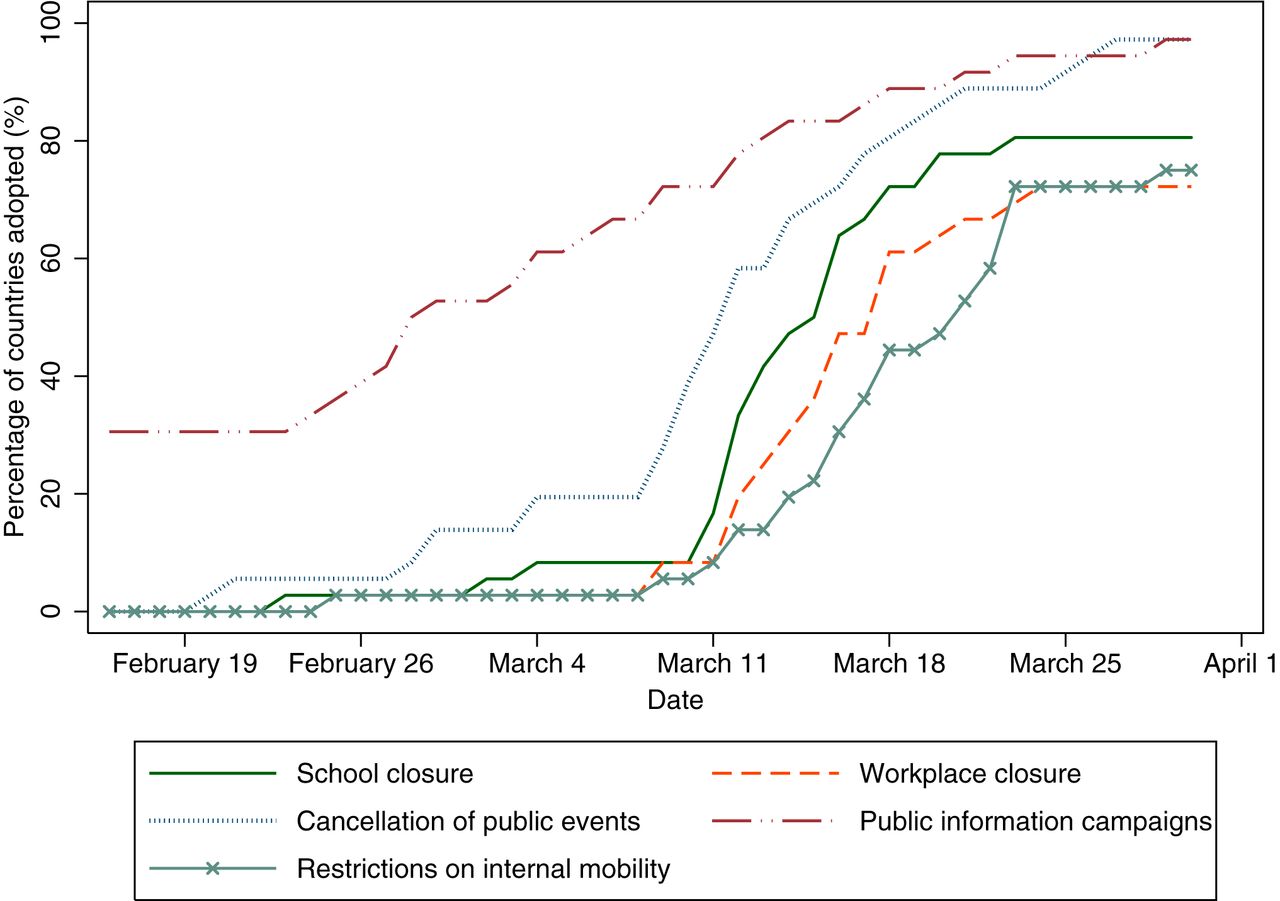 Percentage of countries adopted (%)
100
80
60
40
20
0
February 19 February 26 March 4 March 11 March 18 March 25 April 1
Date
School closure Workplace closure
Cancellation of public events Public information campaigns
Restrictions on internal mobility